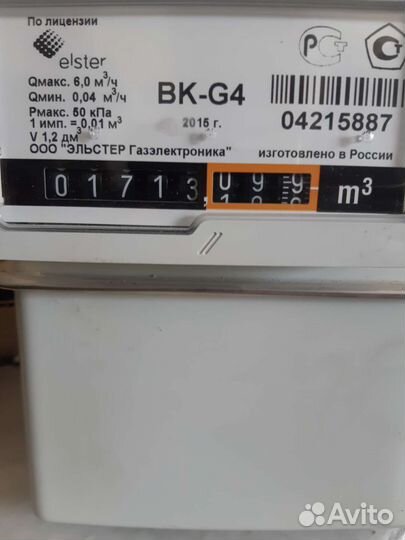 По лицензии
elster
Qмакс. 6,0 м³/ч
Qмин. 0,04 м³/ч
Pмакс. 50 кПа
1 имп. = 0,01 м³
V 1,2 дм³
ООО "ЭЛЬСТЕР Газэлектроника"
BK-G4
2015 г.
04215887
изготовлено в России
01713,099 m³
Avito